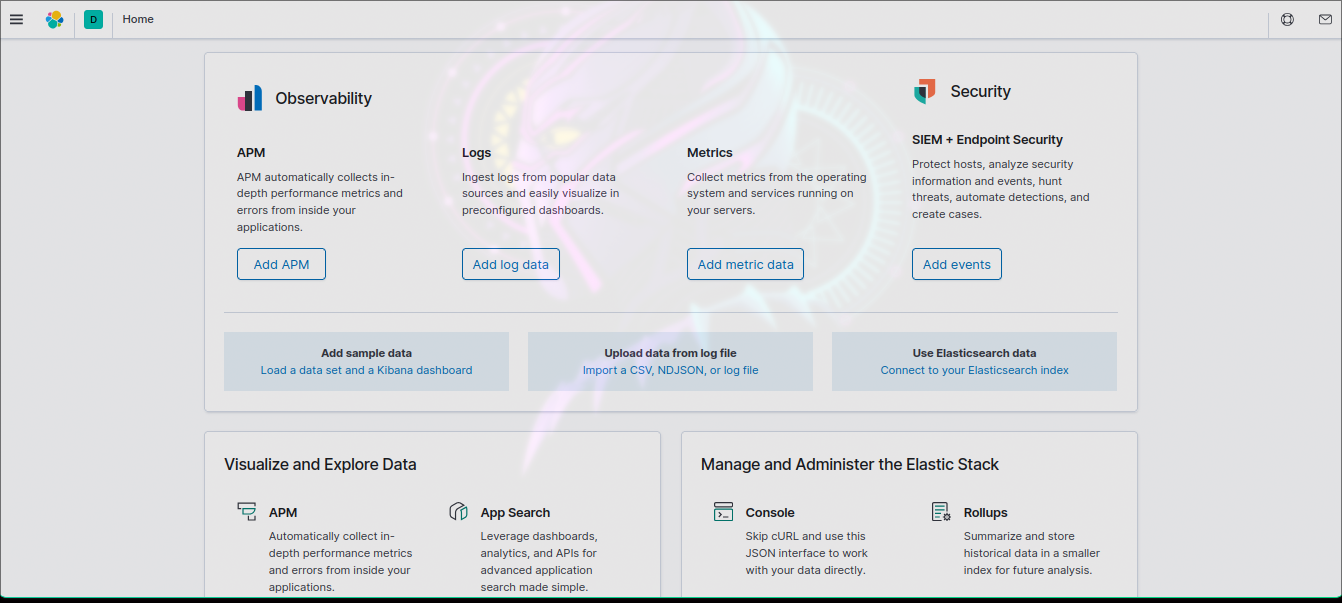 D
Home
Observability
APM
APM automatically collects in-
depth performance metrics and
errors from inside your
applications.
Add APM
Logs
Ingest logs from popular data
sources and easily visualize in
preconfigured dashboards.
Add log data
Metrics
Collect metrics from the operating
system and services running on
your servers.
Add metric data
Security
SIEM + Endpoint Security
Protect hosts, analyze security
information and events, hunt
threats, automate detections, and
create cases.
Add events
Add sample data
Load a data set and a Kibana dashboard
Upload data from log file
Import a CSV, NDJSON, or log file
Use Elasticsearch data
Connect to your Elasticsearch index
Visualize and Explore Data
APM
Automatically collect in-
depth performance metrics
and errors from inside your
applications.
App Search
Leverage dashboards,
analytics, and APIs for
advanced application
search made simple.
Manage and Administer the Elastic Stack
Console
Skip cURL and use this
JSON interface to work
with your data directly.
Rollups
Summarize and store
historical data in a smaller
index for future analysis.